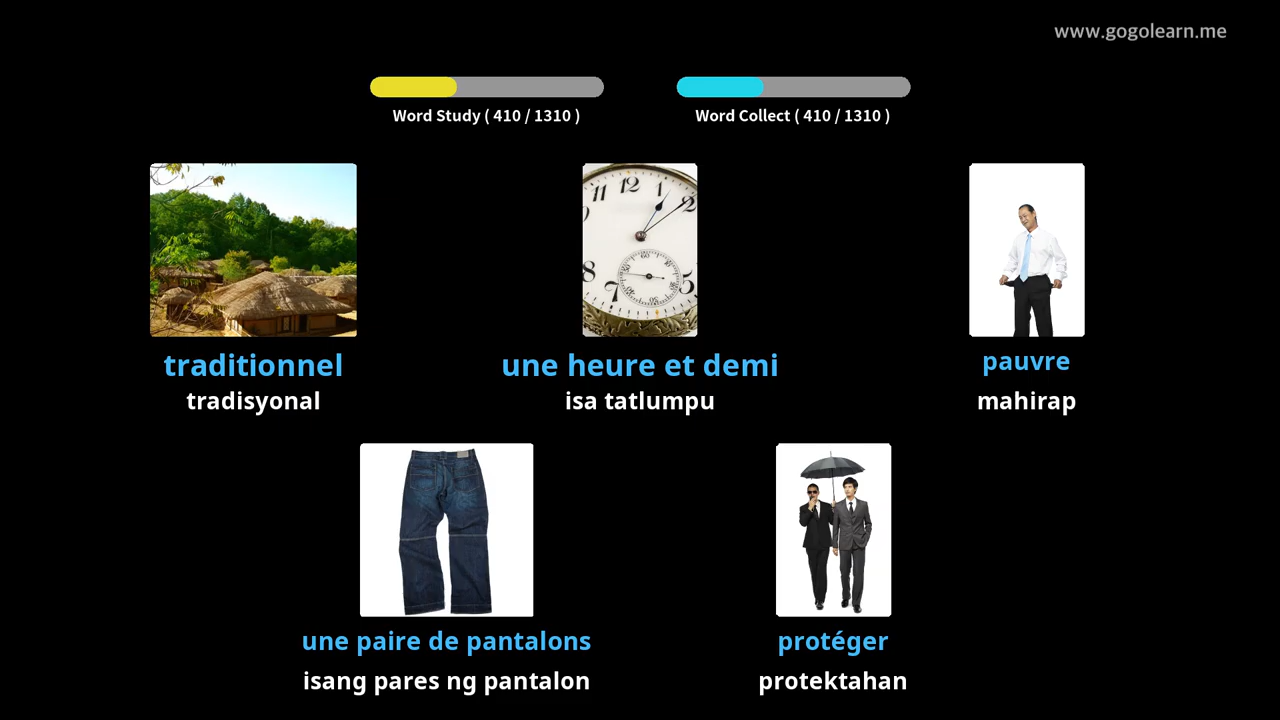 www.gogolearn.me
Word Study ( 410 / 1310 )
Word Collect ( 410 / 1310 )
traditionnel
tradisyonal
une heure et demi
isa tatlumpu
pauvre
mahirap
une paire de pantalons
isang pares ng pantalon
protéger
protektahan